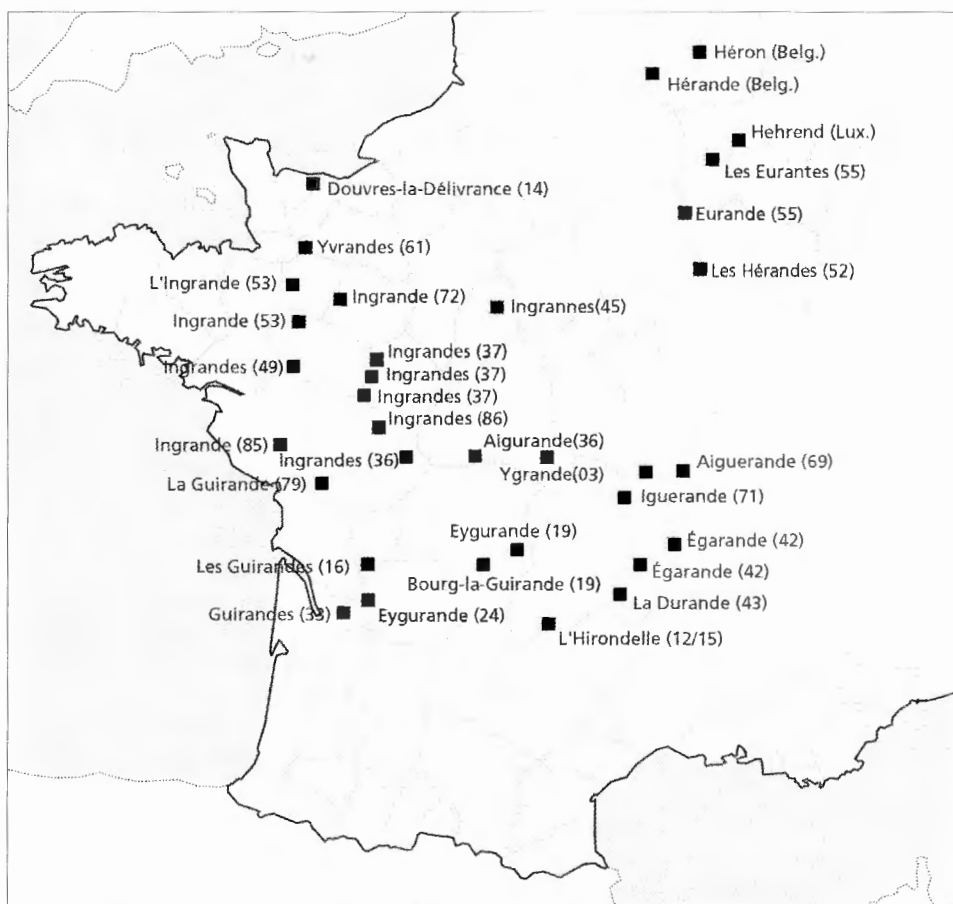 Héron (Belg.)
Hérande (Belg.)
Hehrend (Lux.)
Les Eurantes (55)
Douvres-la-Délivrance (14)
Eurande (55)
Yvrandes (61)
Les Hérandes (52)
L'Ingrande (53)
Ingrande (72)
Ingrannes(45)
Ingrande (53)
Ingrandes (37)
Ingrandes (49)
Ingrandes (37)
Ingrandes (37)
Ingrandes (86)
Ingrande (85)
Aigurande(36)
Ingrandes (36)
Ygrande(03)
Aiguerande (69)
La Guirande (79)
Iguerande (71)
Eygurande (19)
Égarande (42)
Les Guirandes (16)
Bourg-la-Guirande (19)
Égarande (42)
La Durande (43)
Guirandes (33)
Eygurande (24)
L'Hirondelle (12/15)